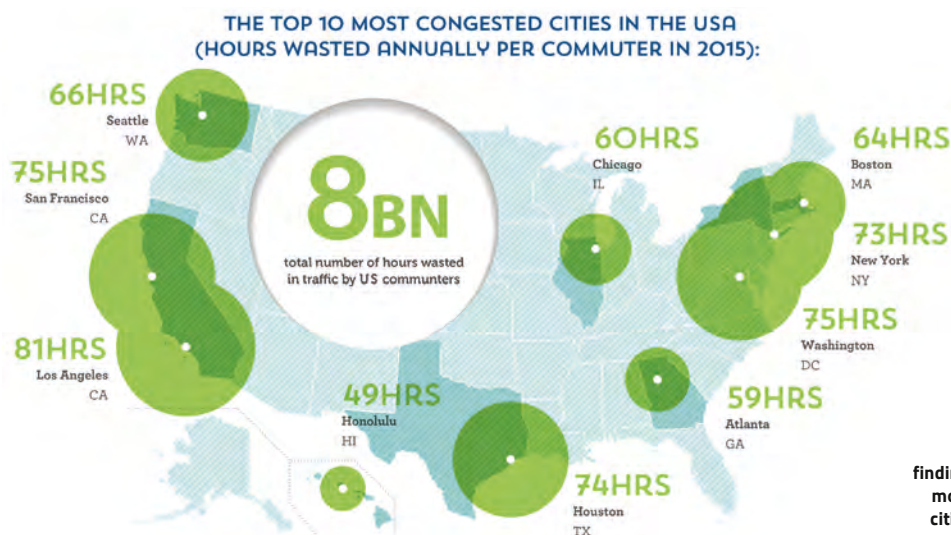 THE TOP 10 MOST CONGESTED CITIES IN THE USA
(HOURS WASTED ANNUALLY PER COMMUTER IN 2015):
66HRS
Seattle
WA
75HRS
San Francisco
CA
81HRS
Los Angeles
CA
8BN
total number of hours wasted
in traffic by US communters
49HRS
Honolulu
HI
60HRS
Chicago
IL
64HRS
Boston
MA
73HRS
New York
NY
75HRS
Washington
DC
59HRS
Atlanta
GA
74HRS
Houston
TX